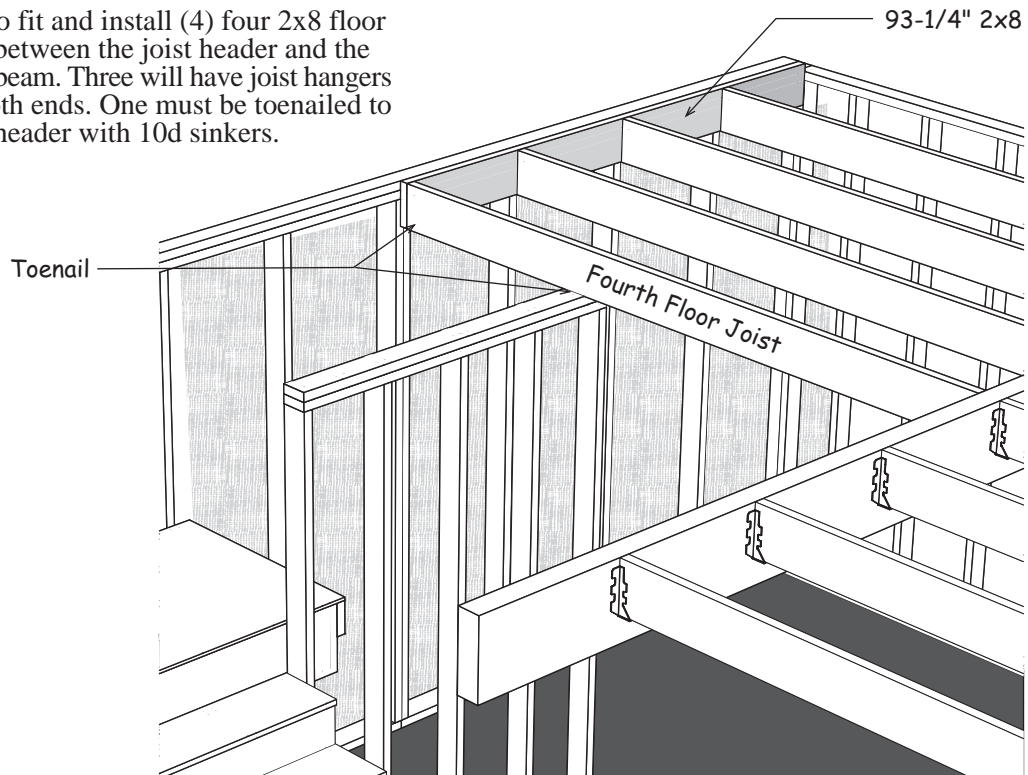 o fit and install (4) four 2x8 floor
between the joist header and the
beam. Three will have joist hangers
oth ends. One must be toenailed to
header with 10d sinkers.
93-1/4" 2x8
Toenail
Fourth Floor Joist